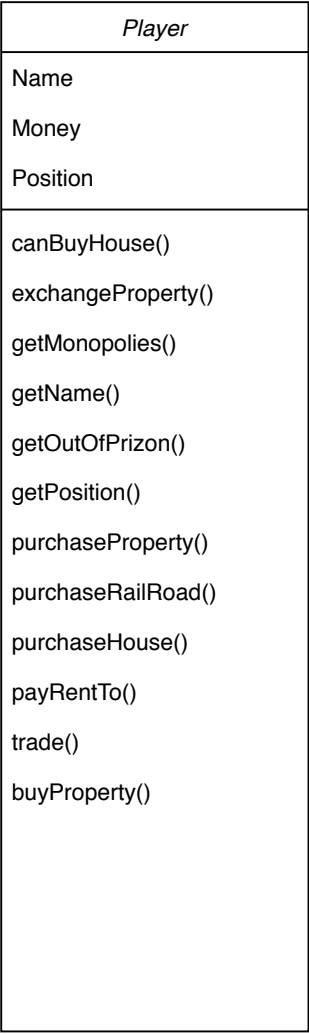 Player
Name
Money
Position
canBuyHouse()
exchangeProperty()
getMonopolies()
getName()
getOutOfPrizon()
getPosition()
purchaseProperty()
purchaseRailRoad()
purchaseHouse()
payRentTo()
trade()
buyProperty()